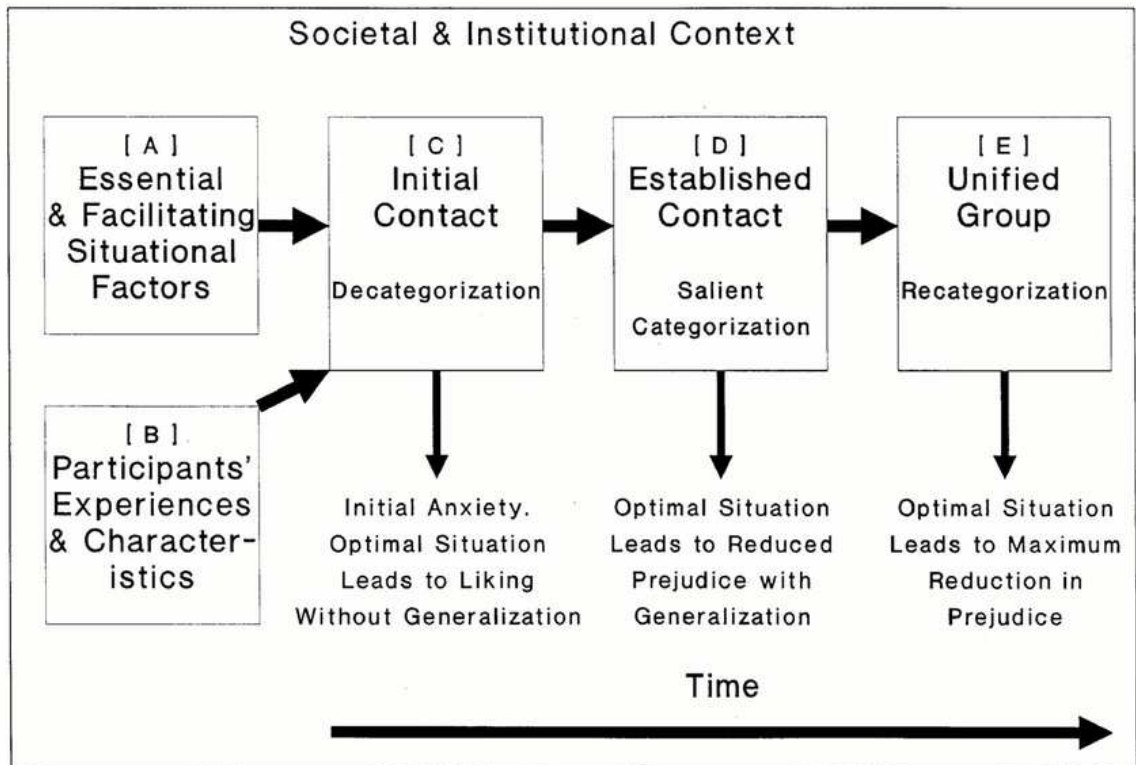 Societal & Institutional Context
[ A ]
Essential
& Facilitating
Situational
Factors
[ B ]
Participants'
Experiences
& Character-
istics
[ C ]
Initial
Contact
Decategorization
Initial Anxiety.
Optimal Situation
Leads to Liking
Without Generalization
[ D ]
Established
Contact
Salient
Categorization
Optimal Situation
Leads to Reduced
Prejudice with
Generalization
[ E ]
Unified
Group
Recategorization
Optimal Situation
Leads to Maximum
Reduction in
Prejudice
Time